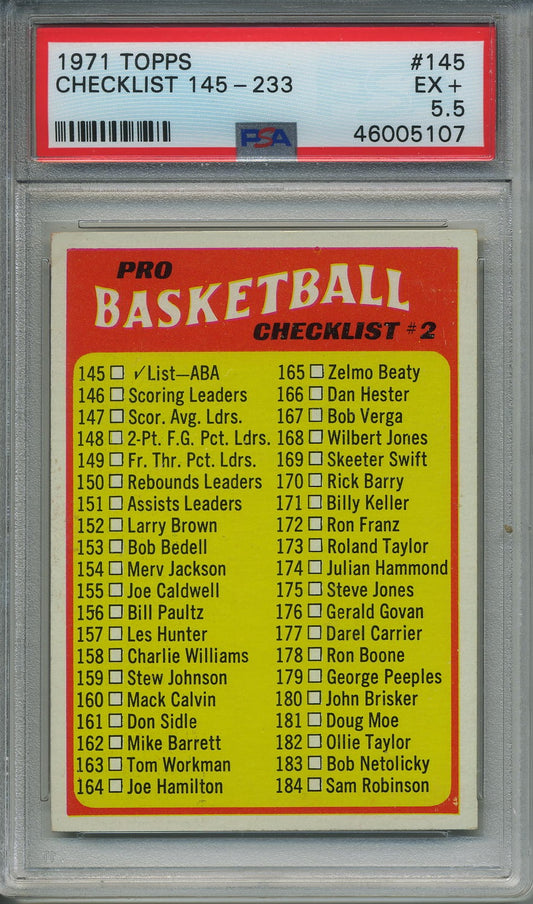 1971 TOPPS #145
CHECKLIST 145-233 EX+
5.5
PSA 46005107
PRO
BASKETBALL
CHECKLIST #2
145 ☐ ✓List—ABA
146 ☐ Scoring Leaders
147 ☐ Scor. Avg. Ldrs.
148 ☐ 2-Pt. F.G. Pct. Ldrs.
149 ☐ Fr. Thr. Pct. Ldrs.
150 ☐ Rebounds Leaders
151 ☐ Assists Leaders
152 ☐ Larry Brown
153 ☐ Bob Bedell
154 ☐ Merv Jackson
155 ☐ Joe Caldwell
156 ☐ Bill Paultz
157 ☐ Les Hunter
158 ☐ Charlie Williams
159 ☐ Stew Johnson
160 ☐ Mack Calvin
161 ☐ Don Sidle
162 ☐ Mike Barrett
163 ☐ Tom Workman
164 ☐ Joe Hamilton
165 ☐ Zelmo Beaty
166 ☐ Dan Hester
167 ☐ Bob Verga
168 ☐ Wilbert Jones
169 ☐ Skeeter Swift
170 ☐ Rick Barry
171 ☐ Billy Keller
172 ☐ Ron Franz
173 ☐ Roland Taylor
174 ☐ Julian Hammond
175 ☐ Steve Jones
176 ☐ Gerald Govan
177 ☐ Darel Carrier
178 ☐ Ron Boone
179 ☐ George Peeples
180 ☐ John Brisker
181 ☐ Doug Moe
182 ☐ Ollie Taylor
183 ☐ Bob Netolicky
184 ☐ Sam Robinson